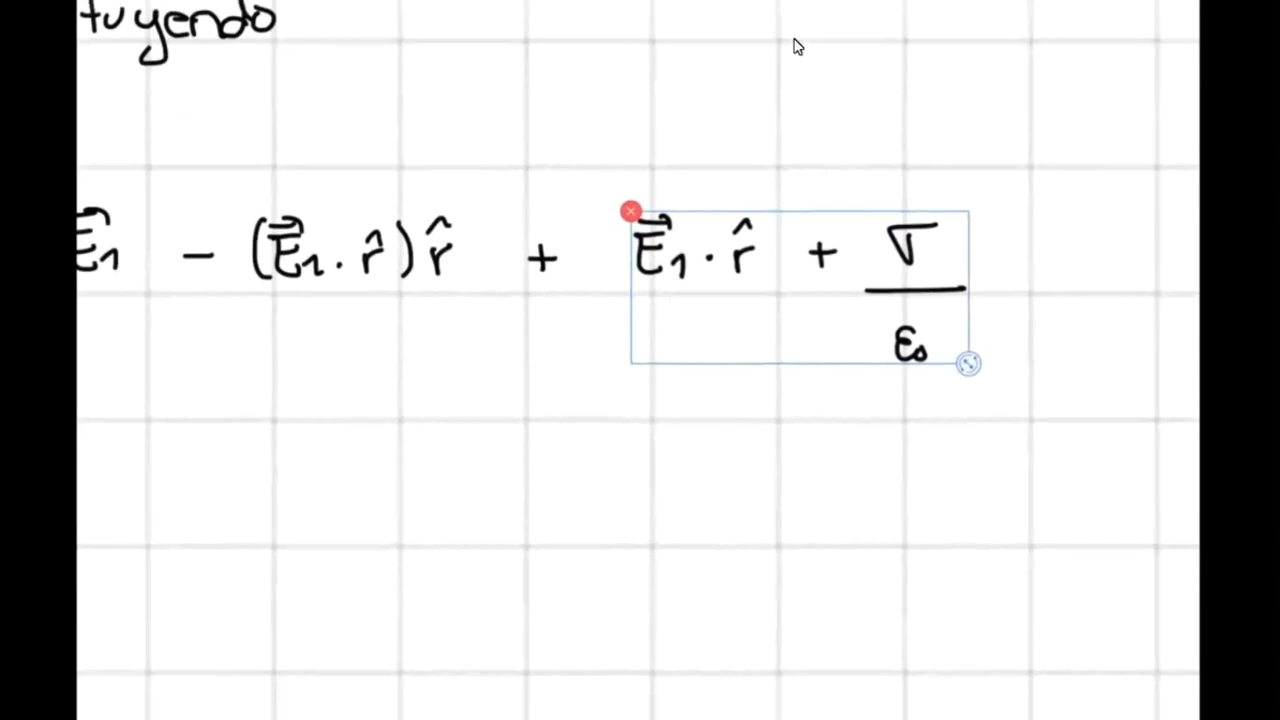 tuyendo
E⃗₁ - (E⃗₁ · r̂) r̂ + E⃗₁ · r̂ + σ/ε₀